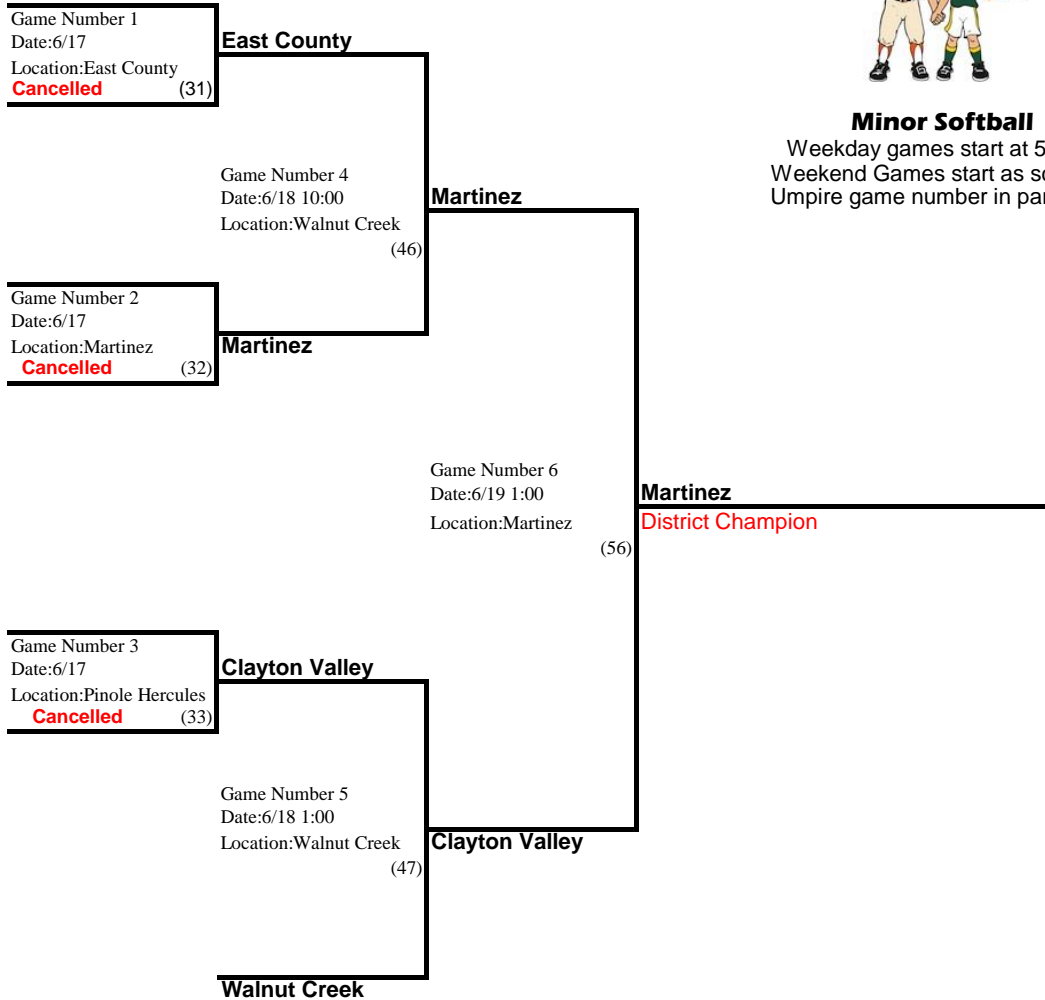 Game Number 1
Date:6/17
Location:East County
Cancelled (31)
East County
Minor Softball
Weekday games start at 5
Weekend Games start as
Umpire game number in
Game Number 4
Date:6/18 10:00
Location:Walnut Creek
(46)
Martinez
Game Number 2
Date:6/17
Location:Martinez
Cancelled (32)
Martinez
Game Number 6
Date:6/19 1:00
Location:Martinez
(56)
Martinez
District Champion
Game Number 3
Date:6/17
Location:Pinole Hercules
Cancelled (33)
Clayton Valley
Game Number 5
Date:6/18 1:00
Location:Walnut Creek
(47)
Clayton Valley
Walnut Creek